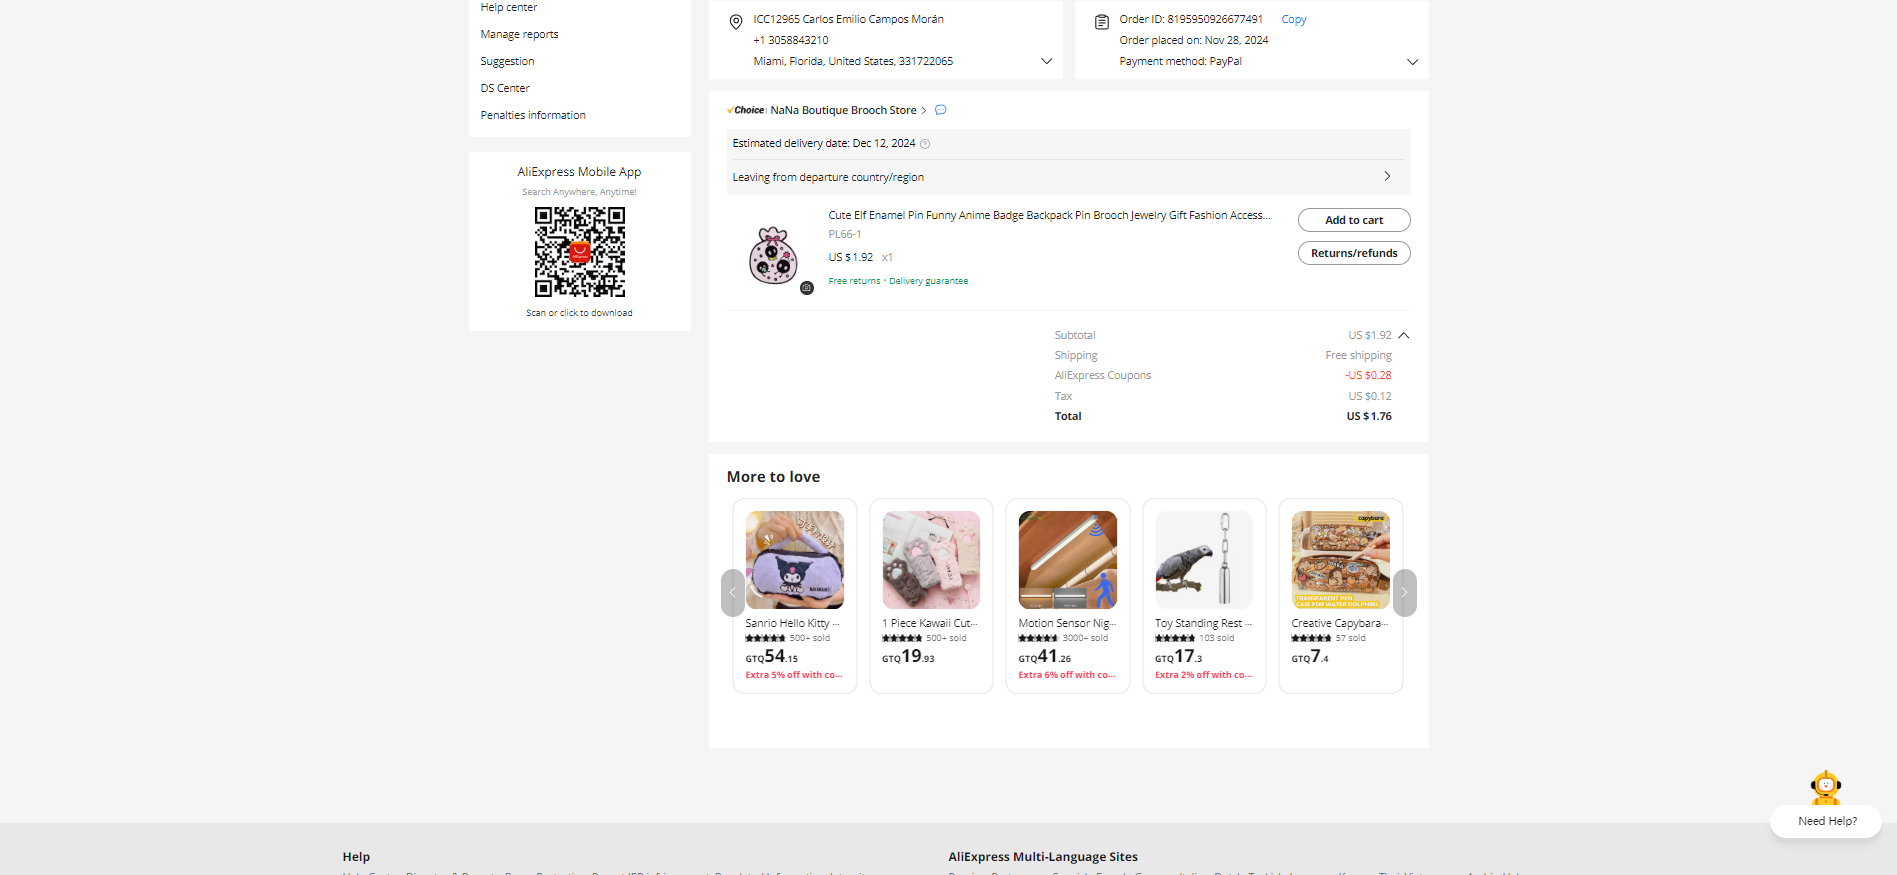 Help center
Manage reports
Suggestion
DS Center
Penalties information
AliExpress Mobile App
Search Anywhere, Anytime!
Scan or click to download
ICC12965 Carlos Emilio Campos Morán
+1 3058843210
Miami, Florida, United States, 331722065
Order ID: 8195950926677491 Copy
Order placed on: Nov 28, 2024
Payment method: PayPal
Choice NaNa Boutique Brooch Store
Estimated delivery date: Dec 12, 2024
Leaving from departure country/region
Cute Elf Enamel Pin Funny Anime Badge Backpack Pin Brooch Jewelry Gift Fashion Access...
PL66-1
US $1.92 x1
Free returns · Delivery guarantee
Add to cart
Returns/refunds
Subtotal US $1.92
Shipping Free shipping
AliExpress Coupons -US $0.28
Tax US $0.12
Total US $1.76
More to love
Sanrio Hello Kitty ...
500+ sold
GTQ54.15
Extra 5% off with co...
1 Piece Kawaii Cut...
500+ sold
GTQ19.93
Motion Sensor Nig...
3000+ sold
GTQ41.26
Extra 6% off with co...
Toy Standing Rest ...
103 sold
GTQ17.3
Extra 2% off with co...
capybara
TRANSPARENT PEN
CASE FOR WATER DOLPHIN
Creative Capybara...
57 sold
GTQ7.4
Need Help?
Help
AliExpress Multi-Language Sites